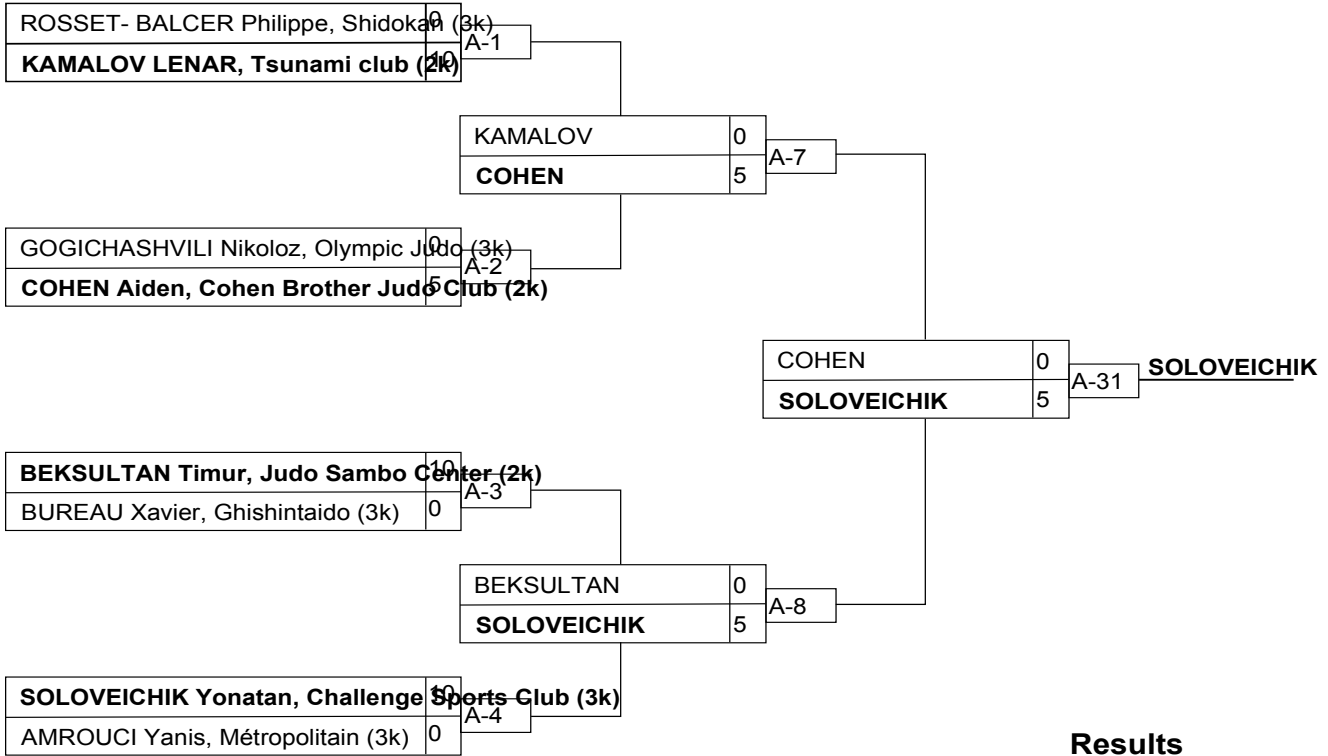 ROSSET- BALCER Philippe, Shidokan (3k) 0
A-1
KAMALOV LENAR, Tsunami club (2k) 10
KAMALOV 0
A-7
COHEN 5
GOGICHASHVILI Nikoloz, Olympic Judo (3k) 0
A-2
COHEN Aiden, Cohen Brother Judo Club (2k) 5
COHEN 0
A-31
SOLOVEICHIK
SOLOVEICHIK 5
BEKSULTAN Timur, Judo Sambo Center (2k) 10
A-3
BUREAU Xavier, Ghishintaido (3k) 0
BEKSULTAN 0
A-8
SOLOVEICHIK 5
SOLOVEICHIK Yonatan, Challenge Sports Club (3k) 10
A-4
AMROUCI Yanis, Métropolitain (3k) 0
Results